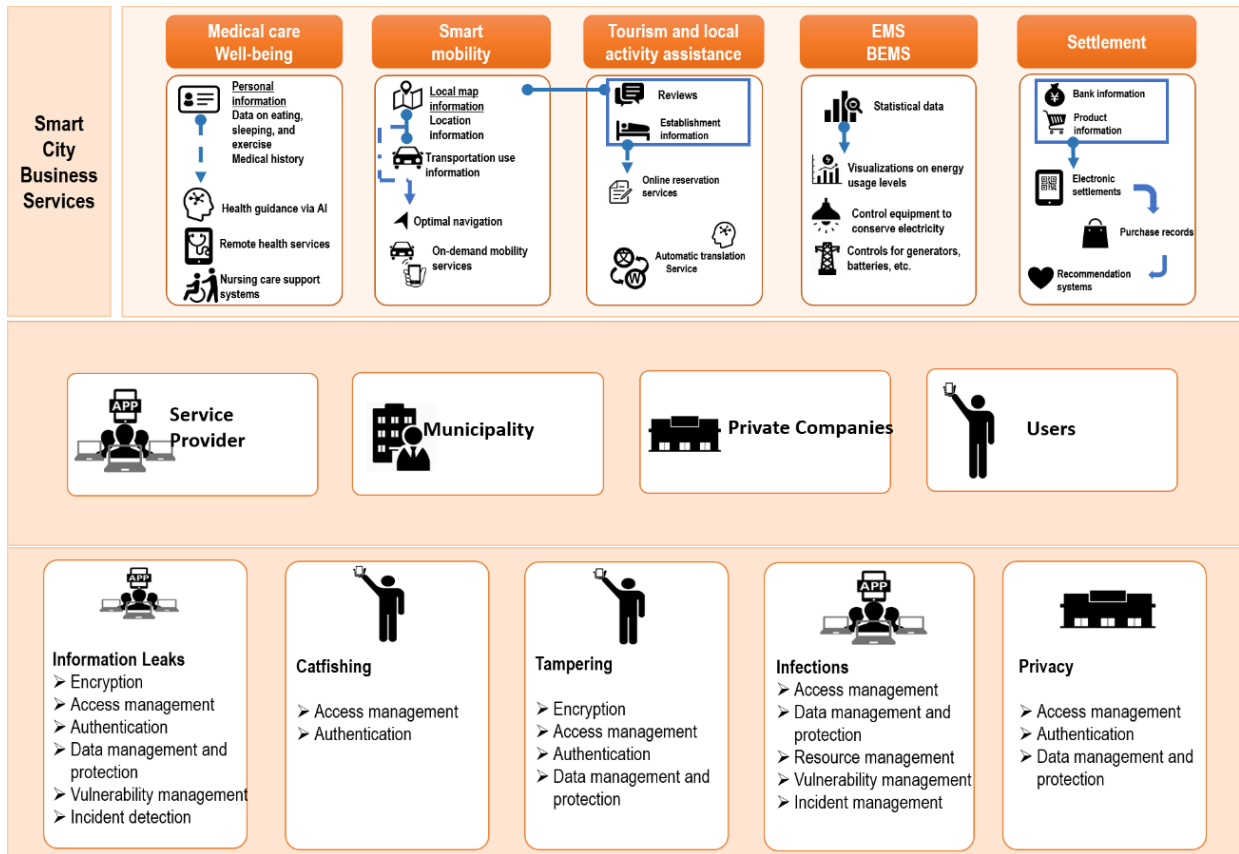 Smart
City
Business
Services
Medical care
Well-being
Personal
information
Data on eating,
sleeping, and
exercise
Medical history
Health guidance via AI
Remote health services
Nursing care support
systems
Smart
mobility
Local map
information
Location
information
Transportation use
information
Optimal navigation
On-demand mobility
services
Tourism and local
activity assistance
Reviews
Establishment
information
Online reservation
services
Automatic translation
Service
文
W
EMS
BEMS
Statistical data
Visualizations on energy
usage levels
Control equipment to
conserve electricity
Controls for generators,
batteries, etc.
Settlement
¥
Bank information
Product
information
Electronic
settlements
Purchase records
Recommendation
systems
APP
Service
Provider
Municipality
Private Companies
Users
APP
Information Leaks
➢ Encryption
➢ Access management
➢ Authentication
➢ Data management and
protection
➢ Vulnerability management
➢ Incident detection
Catfishing
➢ Access management
➢ Authentication
Tampering
➢ Encryption
➢ Access management
➢ Authentication
➢ Data management and
protection
APP
Infections
➢ Access management
➢ Data management and
protection
➢ Resource management
➢ Vulnerability management
➢ Incident management
Privacy
➢ Access management
➢ Authentication
➢ Data management and
protection